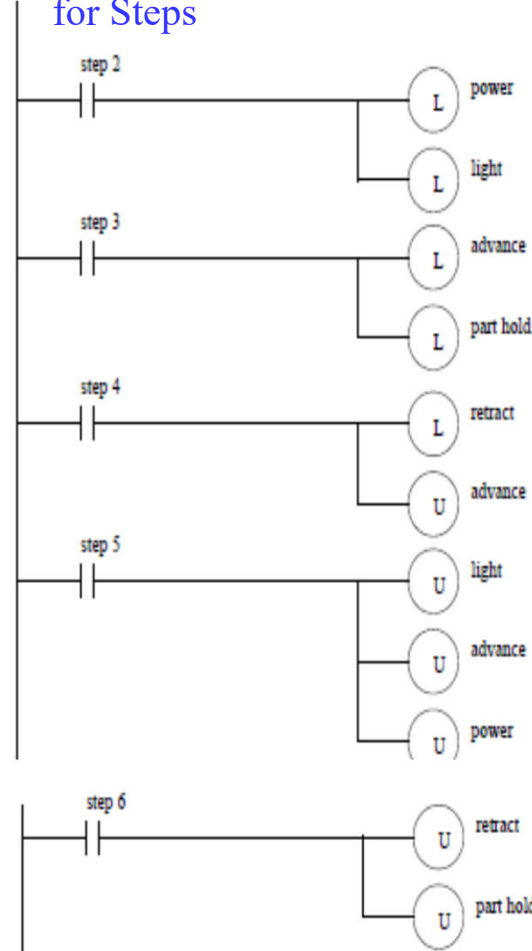 for Steps
step 2
L power
L light
step 3
L advance
L part hold
step 4
L retract
U advance
step 5
U light
U advance
U power
step 6
U retract
U part hold